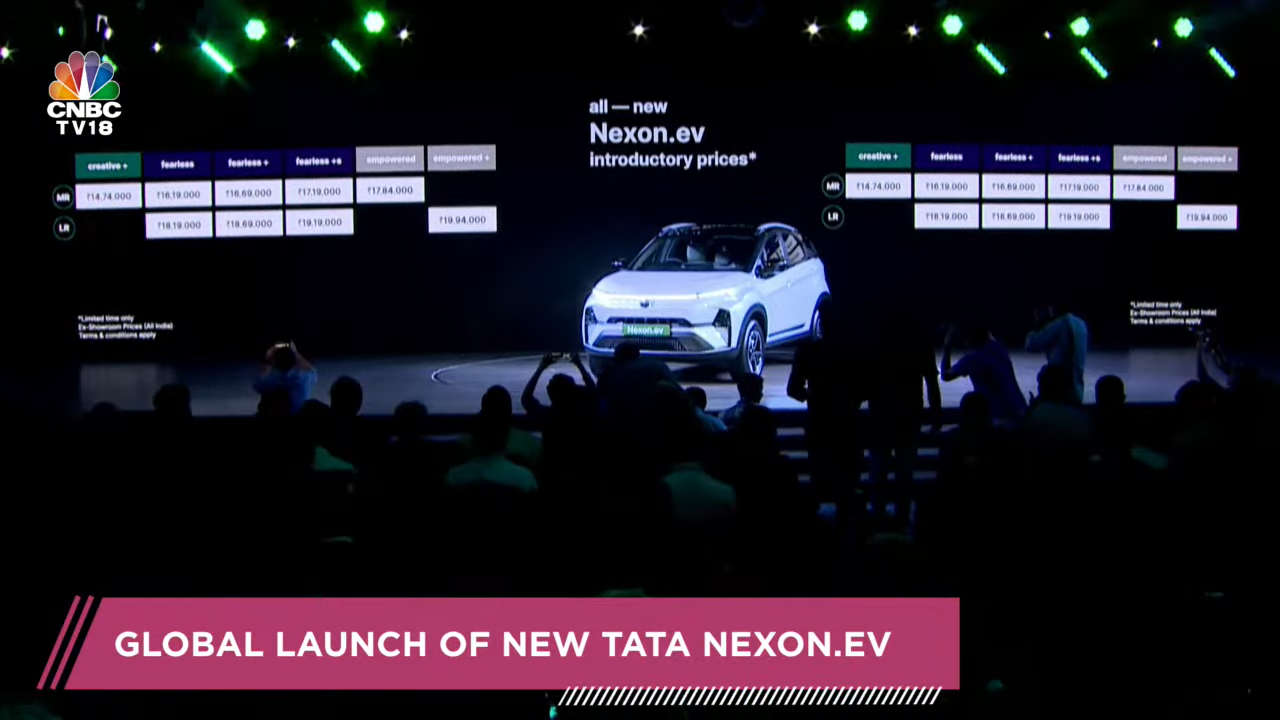 CNBC
TV18
all — new
Nexon.ev
introductory prices*
creative + fearless fearless + fearless +s empowered empowered +
MR ₹14.74.000 ₹16.19.000 ₹16.69.000 ₹17.19.000 ₹17.84.000
LR ₹18.19.000 ₹18.69.000 ₹19.19.000 ₹19.94.000
*Limited time only
Ex-Showroom Prices (All India)
Terms & conditions apply
creative + fearless fearless + fearless +s empowered empowered +
MR ₹14.74.000 ₹16.19.000 ₹16.69.000 ₹17.19.000 ₹17.84.000
LR ₹18.19.000 ₹18.69.000 ₹19.19.000 ₹19.94.000
*Limited time only
Ex-Showroom Prices (All India)
Terms & conditions apply
Nexon.ev
GLOBAL LAUNCH OF NEW TATA NEXON.EV